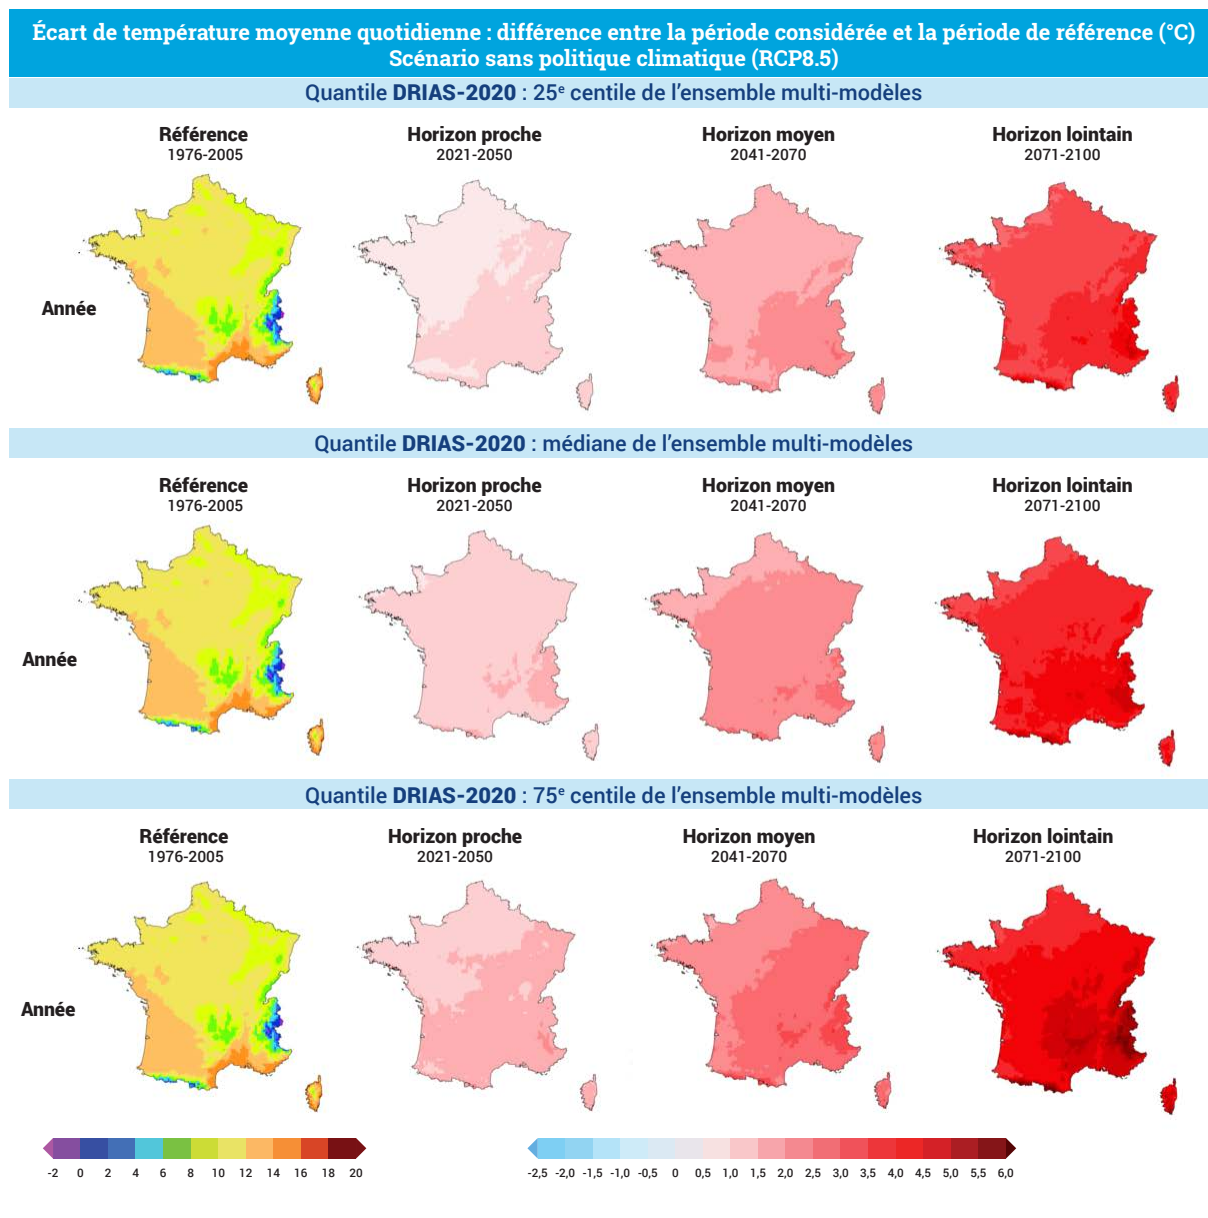 Écart de température moyenne quotidienne : différence entre la période considérée et la période de référence (°C)
Scénario sans politique climatique (RCP8.5)
Quantile DRIAS-2020 : 25e centile de l'ensemble multi-modèles
Référence Horizon proche Horizon moyen Horizon lointain
1976-2005 2021-2050 2041-2070 2071-2100
Année
Quantile DRIAS-2020 : médiane de l'ensemble multi-modèles
Référence Horizon proche Horizon moyen Horizon lointain
1976-2005 2021-2050 2041-2070 2071-2100
Année
Quantile DRIAS-2020 : 75e centile de l'ensemble multi-modèles
Référence Horizon proche Horizon moyen Horizon lointain
1976-2005 2021-2050 2041-2070 2071-2100
Année
-2 0 2 4 6 8 10 12 14 16 18 20
-2,5 -2,0 -1,5 -1,0 -0,5 0 0,5 1,0 1,5 2,0 2,5 3,0 3,5 4,0 4,5 5,0 5,5 6,0